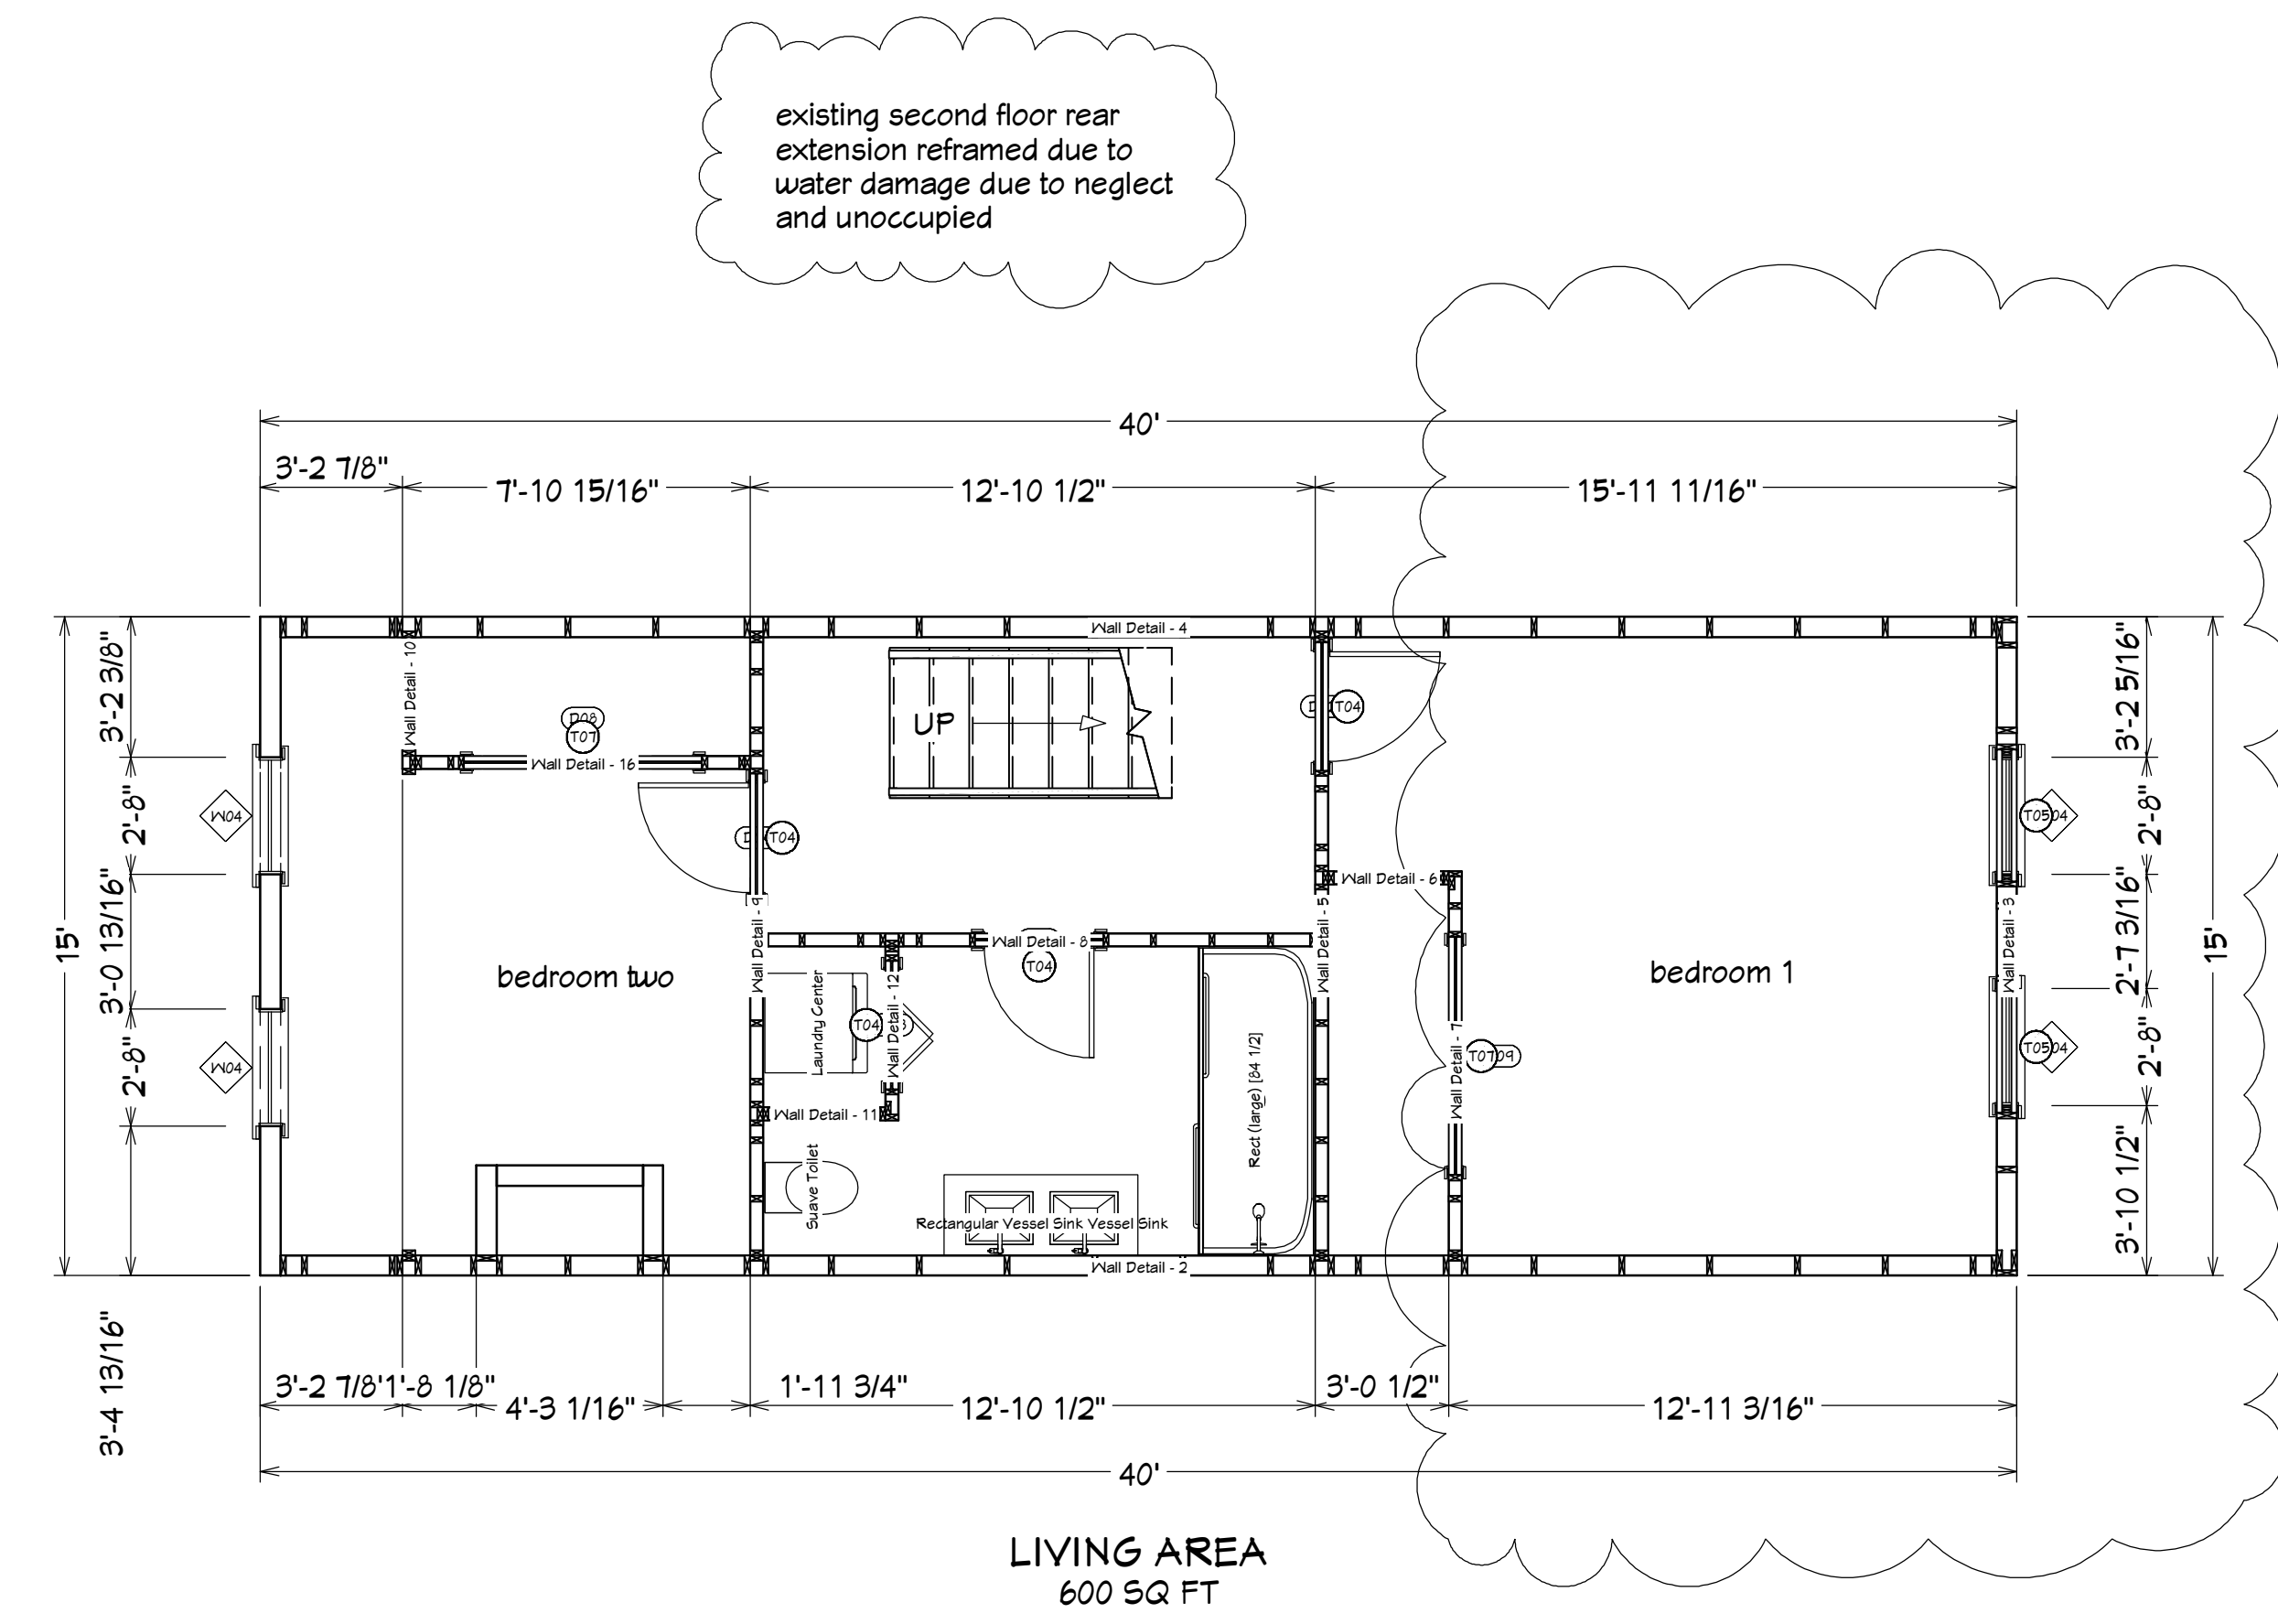 existing second floor rear
extension reframed due to
water damage due to neglect
and unoccupied
40'
3'-2 7/8"
7'-10 15/16"
12'-10 1/2"
15'-11 11/16"
Wall Detail - 4
15'
3'-2 3/8"
2'-8"
3'-0 13/16"
2'-8"
3'-4 13/16"
W04
W04
Wall Detail - 10
D08
T07
Wall Detail - 16
UP
T04
T04
Wall Detail - 9
Wall Detail - 8
T04
Wall Detail - 5
Wall Detail - 6
bedroom two
bedroom 1
Laundry Center
T04
Wall Detail - 12
Wall Detail - 11
Suave Toilet
Rectangular Vessel Sink Vessel Sink
Rect (large) [84 1/2]
Wall Detail - 7
T0709
Wall Detail - 3
T0504
T0504
3'-2 5/16"
2'-8"
2'-7 3/16"
2'-8"
3'-10 1/2"
15'
Wall Detail - 2
3'-2 7/8"
1'-8 1/8"
4'-3 1/16"
1'-11 3/4"
12'-10 1/2"
3'-0 1/2"
12'-11 3/16"
40'
LIVING AREA
600 SQ FT